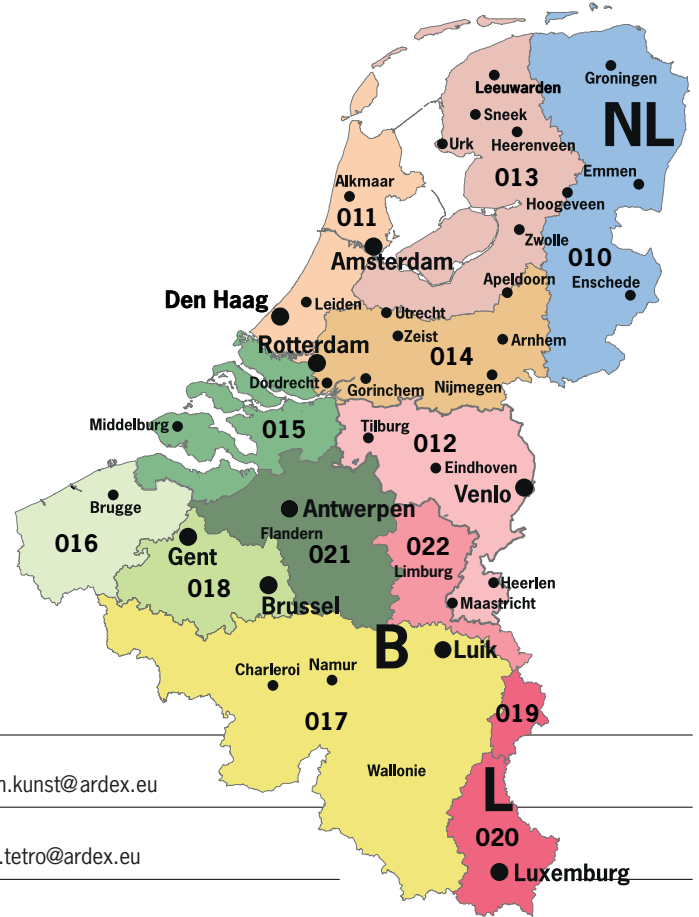 Groningen
Leeuwarden
NL
Sneek
Heerenveen
Urk
Emmen
013
Alkmaar
Hoogeveen
011
Zwolle
Amsterdam
010
Apeldoorn
Enschede
Den Haag
Leiden
Utrecht
Rotterdam
Zeist
Arnhem
014
Dordrecht
Gorinchem
Nijmegen
Middelburg
015
Tilburg
012
Eindhoven
Venlo
Brugge
Antwerpen
Flandern
016
Gent
021
022
Limburg
018
Heerlen
Brussel
Maastricht
B
Luik
Charleroi
Namur
019
017
Wallonie
n.kunst@ardex.eu
L
020
.tetro@ardex.eu
Luxemburg